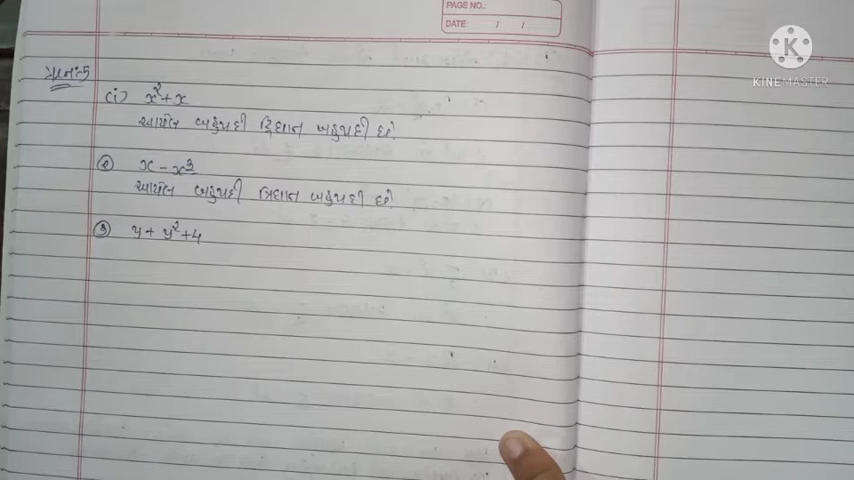 PAGE NO.:
DATE: / /
KINEMASTER
પ્રશ્ન:-5
(i) x²+x
આપેલ બહુપદી દ્વિઘાત બહુપદી છે.
② x - x³
આપેલ બહુપદી ત્રિઘાત બહુપદી છે.
③ y + y²+4